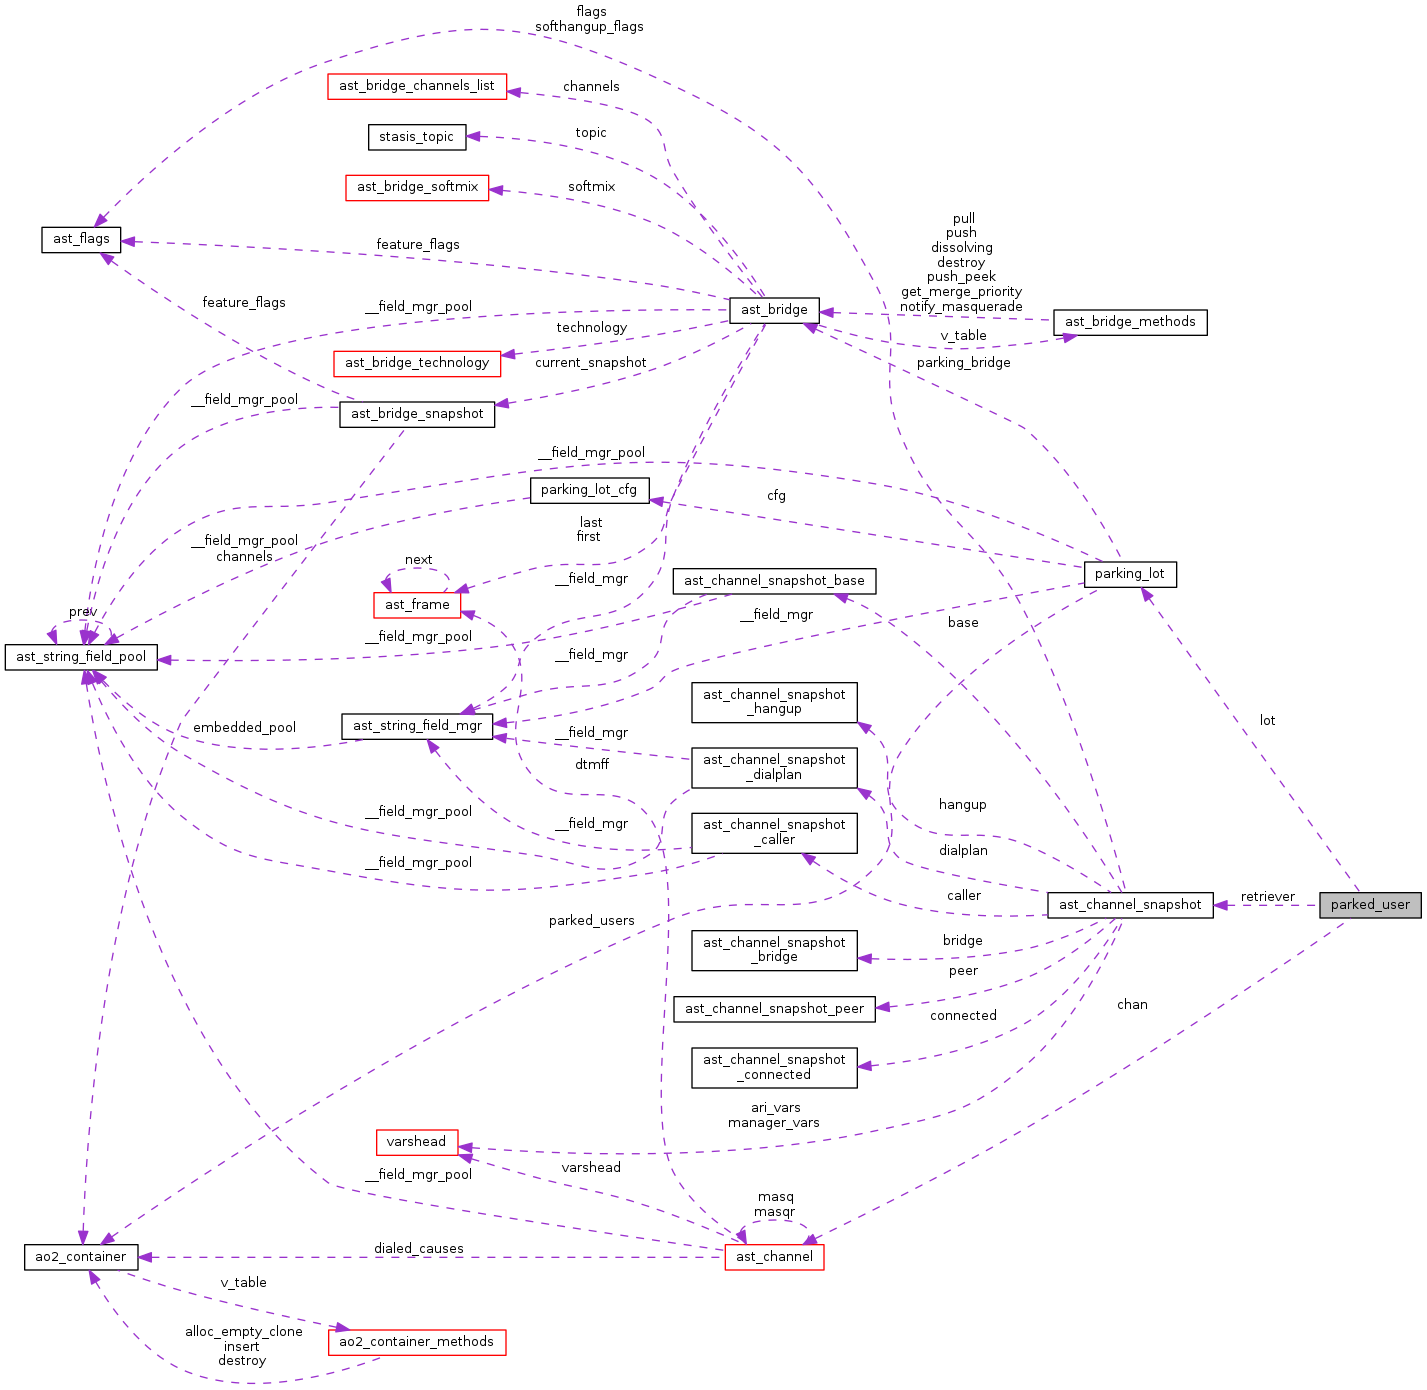 flags
softhangup_flags
ast_bridge_channels_list
channels
stasis_topic
topic
ast_bridge_softmix
softmix
ast_flags
feature_flags
pull
push
dissolving
destroy
push_peek
get_merge_priority
notify_masquerade
feature_flags
__field_mgr_pool
ast_bridge
ast_bridge_methods
technology
v_table
ast_bridge_technology
current_snapshot
parking_bridge
__field_mgr_pool
ast_bridge_snapshot
__field_mgr_pool
parking_lot_cfg
cfg
last
first
__field_mgr_pool
channels
next
__field_mgr
ast_channel_snapshot_base
parking_lot
ast_frame
prev
__field_mgr_pool
__field_mgr
base
ast_string_field_pool
__field_mgr
ast_channel_snapshot
_hangup
lot
embedded_pool
ast_string_field_mgr
__field_mgr
ast_channel_snapshot
_dialplan
dtmff
hangup
__field_mgr_pool
__field_mgr
ast_channel_snapshot
_caller
dialplan
__field_mgr_pool
caller
ast_channel_snapshot
retriever
parked_user
parked_users
ast_channel_snapshot
_bridge
bridge
peer
ast_channel_snapshot_peer
connected
chan
ast_channel_snapshot
_connected
ari_vars
manager_vars
varshead
varshead
__field_mgr_pool
masq
masqr
ao2_container
dialed_causes
ast_channel
v_table
alloc_empty_clone
insert
destroy
ao2_container_methods